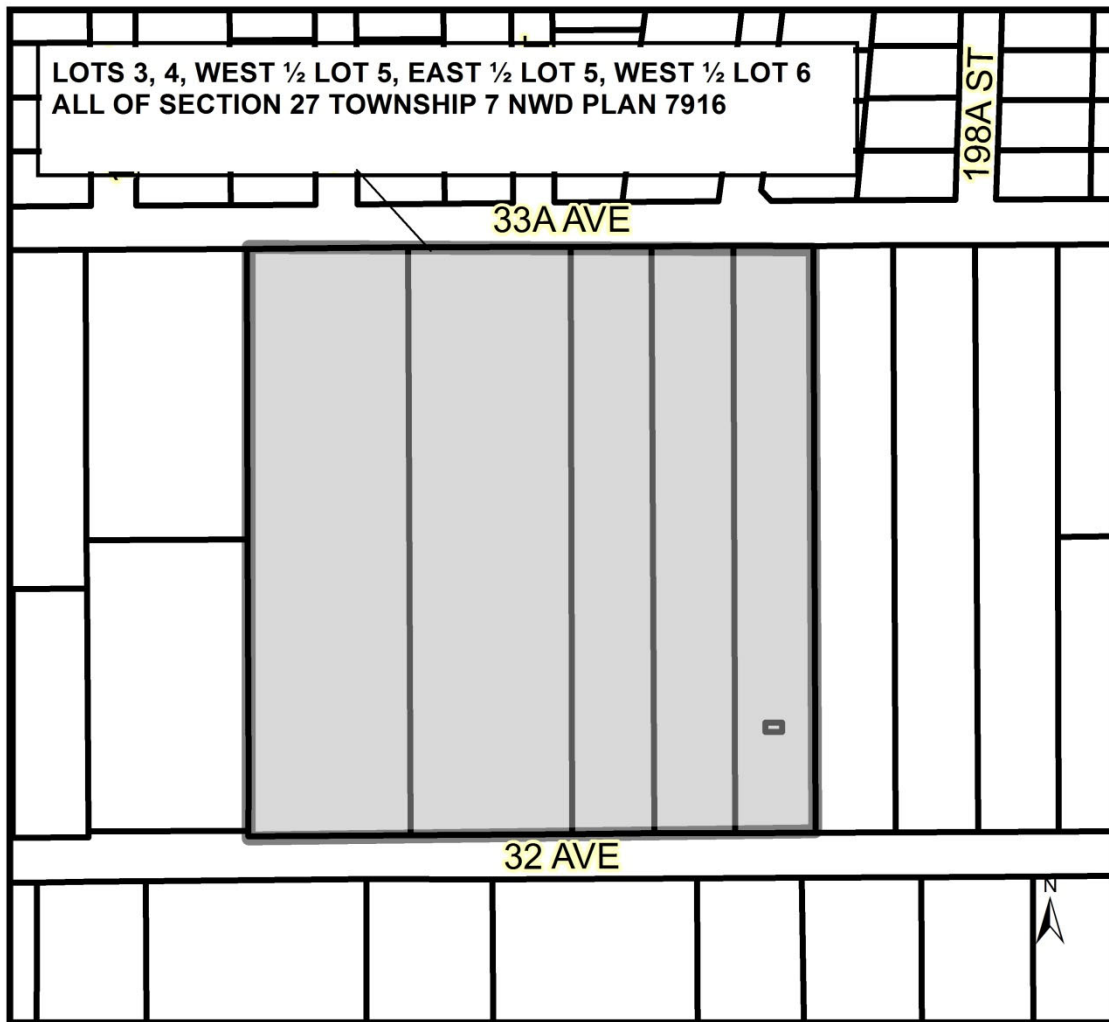 LOTS 3, 4, WEST ½ LOT 5, EAST ½ LOT 5, WEST ½ LOT 6
ALL OF SECTION 27 TOWNSHIP 7 NWD PLAN 7916
198A ST
33A AVE
32 AVE
N